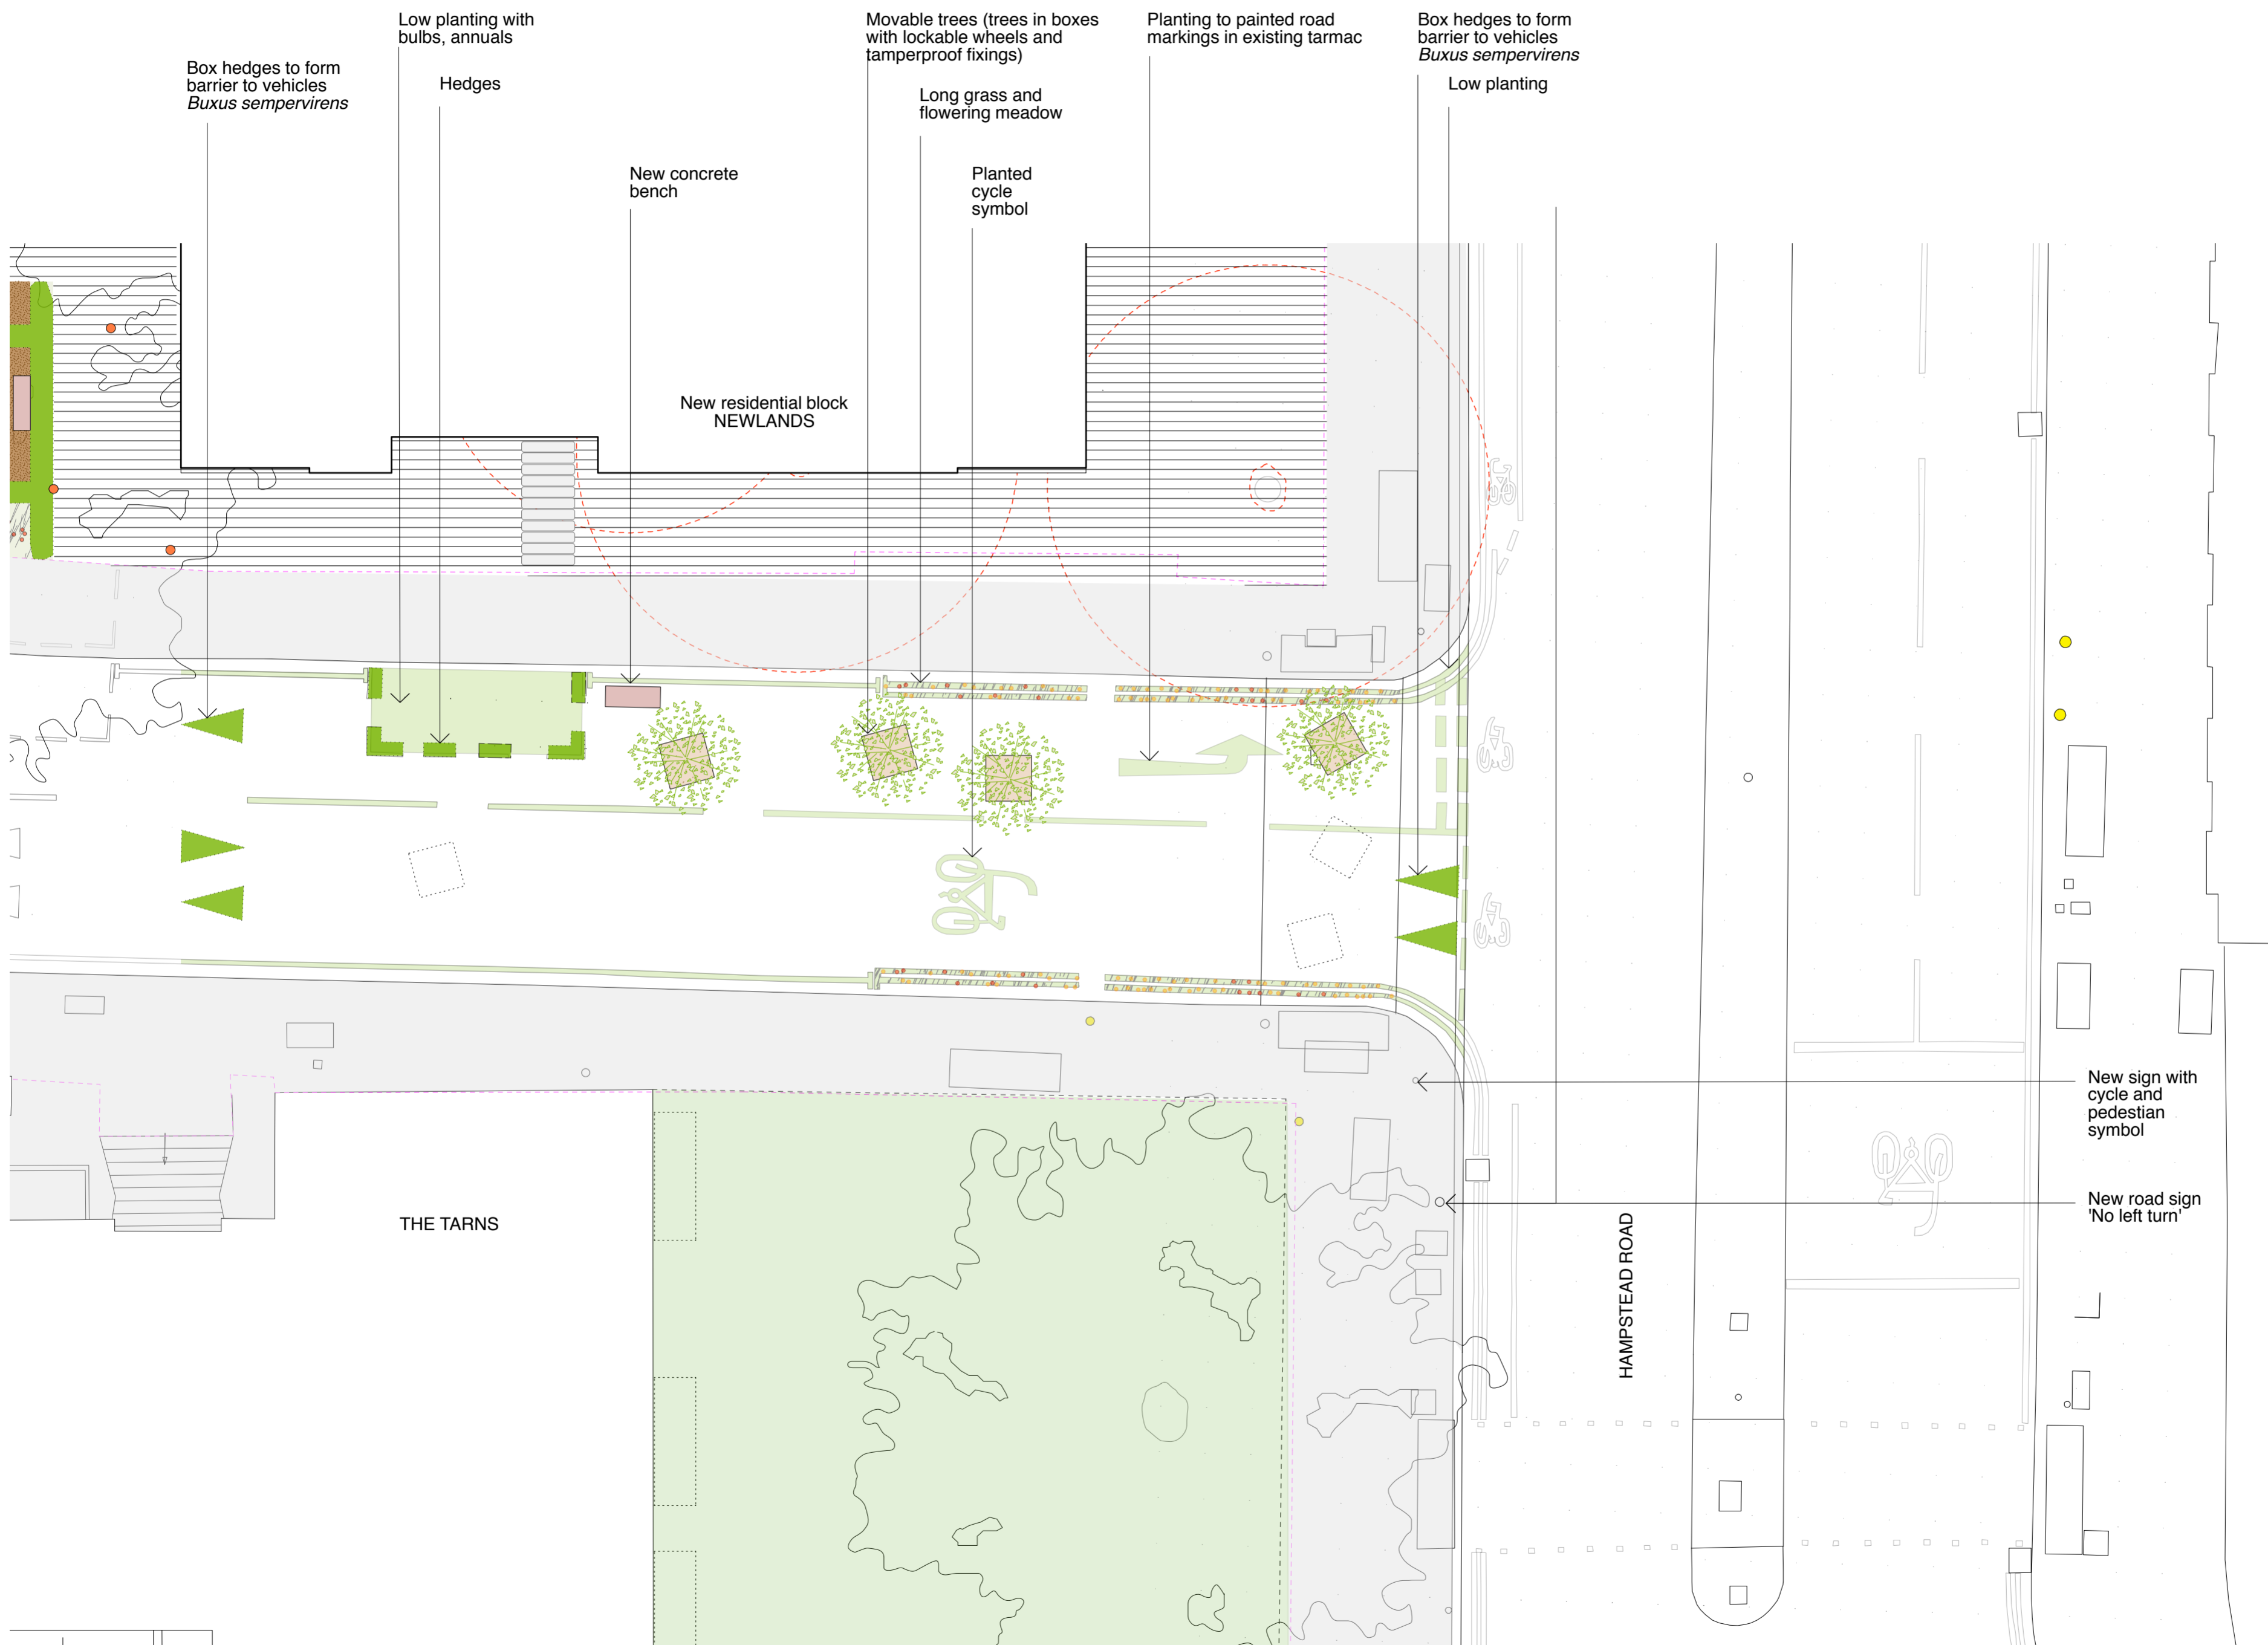 Low planting with
bulbs, annuals
Movable trees (trees in boxes
with lockable wheels and
tamperproof fixings)
Planting to painted road
markings in existing tarmac
Box hedges to form
barrier to vehicles
Buxus sempervirens
Box hedges to form
barrier to vehicles
Buxus sempervirens
Hedges
Long grass and
flowering meadow
Low planting
New concrete
bench
Planted
cycle
symbol
New residential block
NEWLANDS
New sign with
cycle and
pedestian
symbol
New road sign
'No left turn'
THE TARNS
HAMPSTEAD ROAD